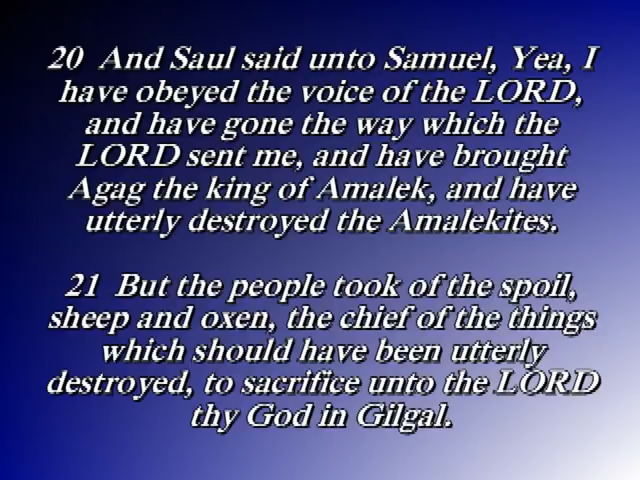 20 And Saul said unto Samuel, Yea, I
have obeyed the voice of the LORD,
and have gone the way which the
LORD sent me, and have brought
Agag the king of Amalek, and have
utterly destroyed the Amalekites.
21 But the people took of the spoil,
sheep and oxen, the chief of the things
which should have been utterly
destroyed, to sacrifice unto the LORD
thy God in Gilgal.